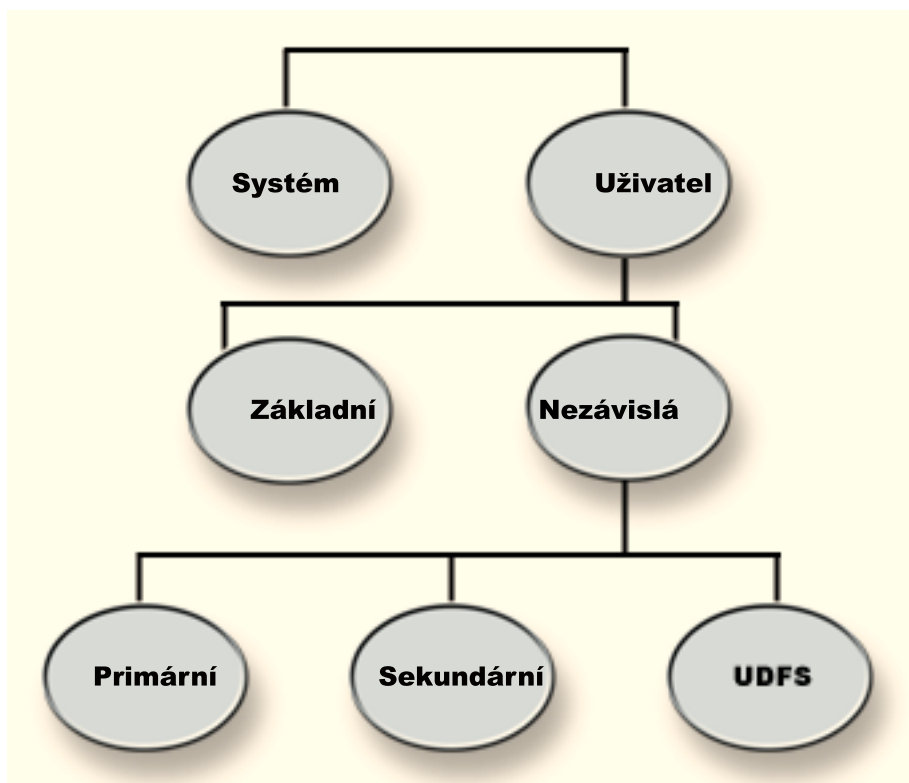 Systém
Uživatel
Základní
Nezávislá
Primární
Sekundární
UDFS